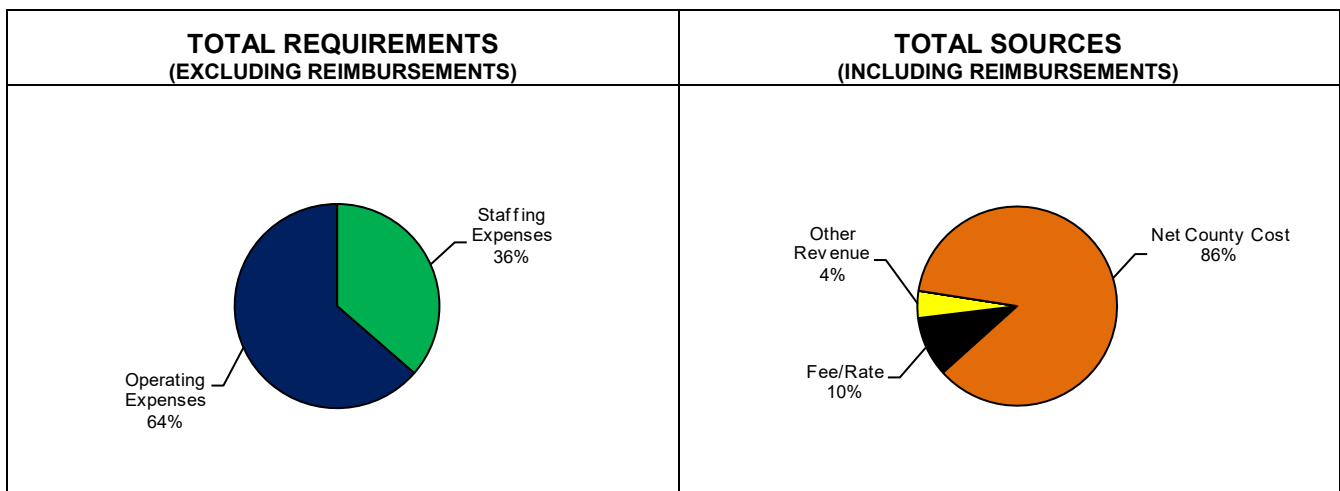 TOTAL REQUIREMENTS
(EXCLUDING REIMBURSEMENTS)
Staffing
Expenses
36%
Operating
Expenses
64%
TOTAL SOURCES
(INCLUDING REIMBURSEMENTS)
Other
Revenue
4%
Net County Cost
86%
Fee/Rate
10%